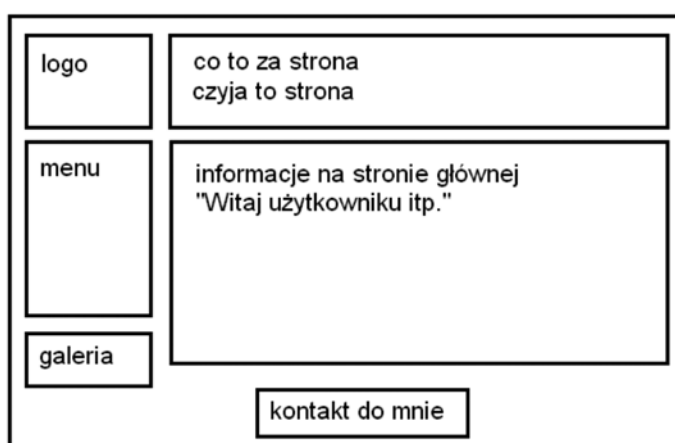 logo
co to za strona
czyja to strona
menu
informacje na stronie głównej
"Witaj użytkowniku itp."
galeria
kontakt do mnie